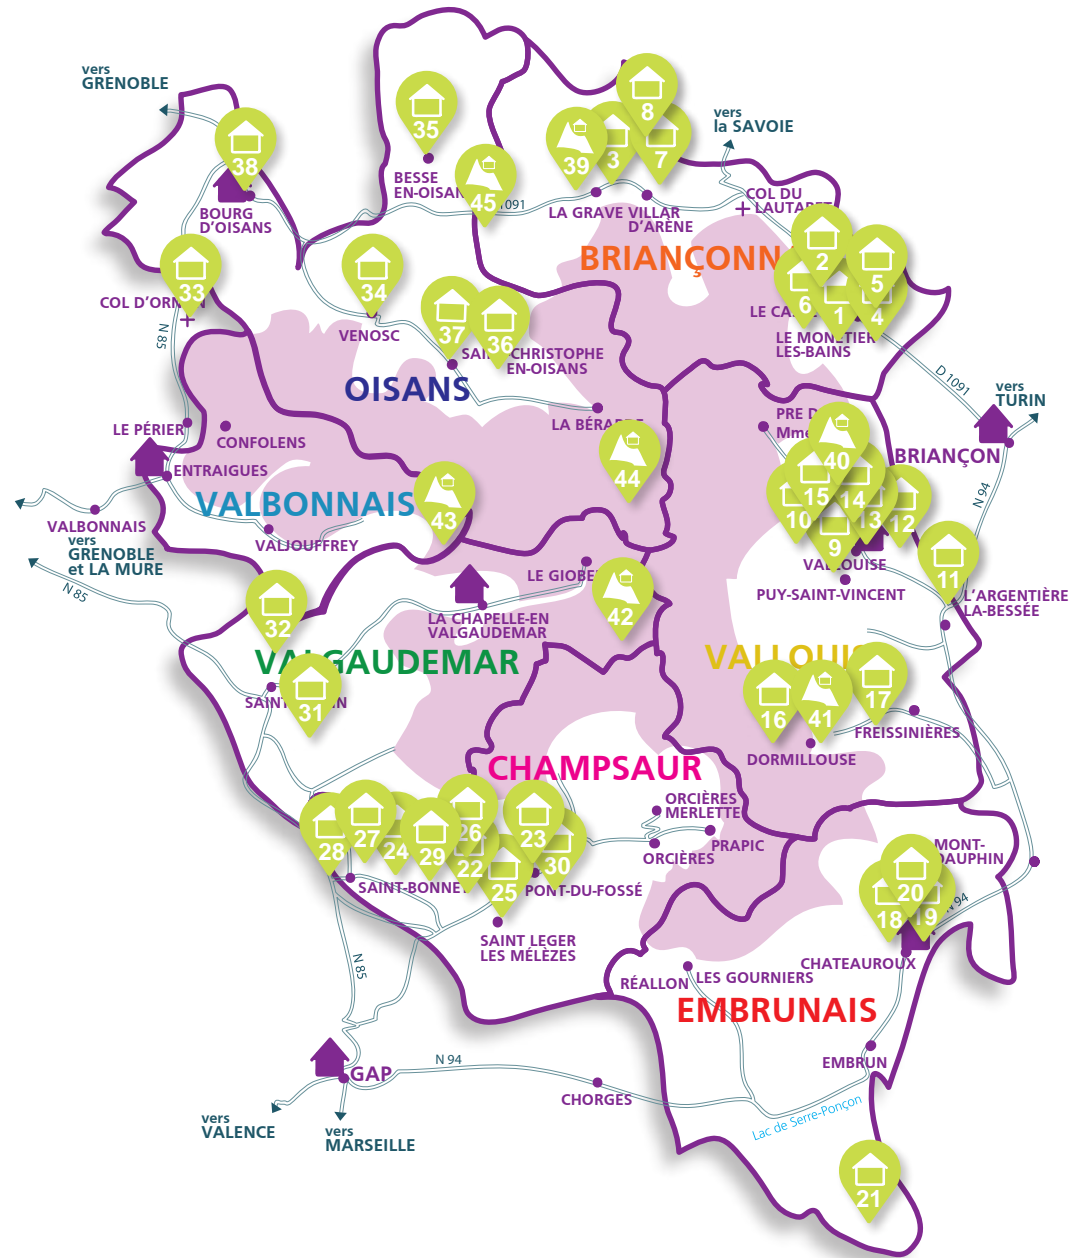 vers
GRENOBLE
8
35
39
3
7
vers
la SAVOIE
38
BESSE
EN-OISAN
45
1091
BOURG
D'OISANS
LA GRAVE
VILLAR
D'ARÈNE
COL DU
LAUTARET
BRIANÇONN
2
5
6
1
4
33
COL D'ORNON
34
VENOSC
37
36
SAINT CHRISTOPHE
EN-OISANS
LE CA
LE MONETIER
LES-BAINS
N 85
D 1091
vers
TURIN
OISANS
LA BÉRARDE
PRE D
Mme
LE PÉRIER
CONFOLENS
44
40
BRIANÇON
ENTRAIGUES
15
14
VALBONNAIS
43
10
13
12
N 94
VALBONNAIS
9
VALJOUFFREY
vers
GRENOBLE
et LA MURE
N 85
VALLOUISE
11
LE GIOBE
PUY-SAINT-VINCENT
L'ARGENTIÈRE
LA-BESSÉE
32
LA CHAPELLE-EN
VALGAUDEMAR
42
VALGAUDEMAR
VALLOUIS
31
16
41
17
FREISSINIÈRES
DORMILLOUSE
CHAMPSAUR
ORCIÈRES
MERLETTE
28
27
24
29
26
22
23
30
25
PRAPIC
ORCIÈRES
MONT-
DAUPHIN
SAINT-BONNET
PONT-DU-FOSSÉ
18
20
19
N 94
SAINT LEGER
LES MÉLÈZES
N 85
CHATEAUROUX
RÉALLON
LES GOURNIERS
EMBRUNAIS
EMBRUN
GAP
N 94
CHORGES
Lac de Serre-Ponçon
vers
VALENCE
vers
MARSEILLE
21